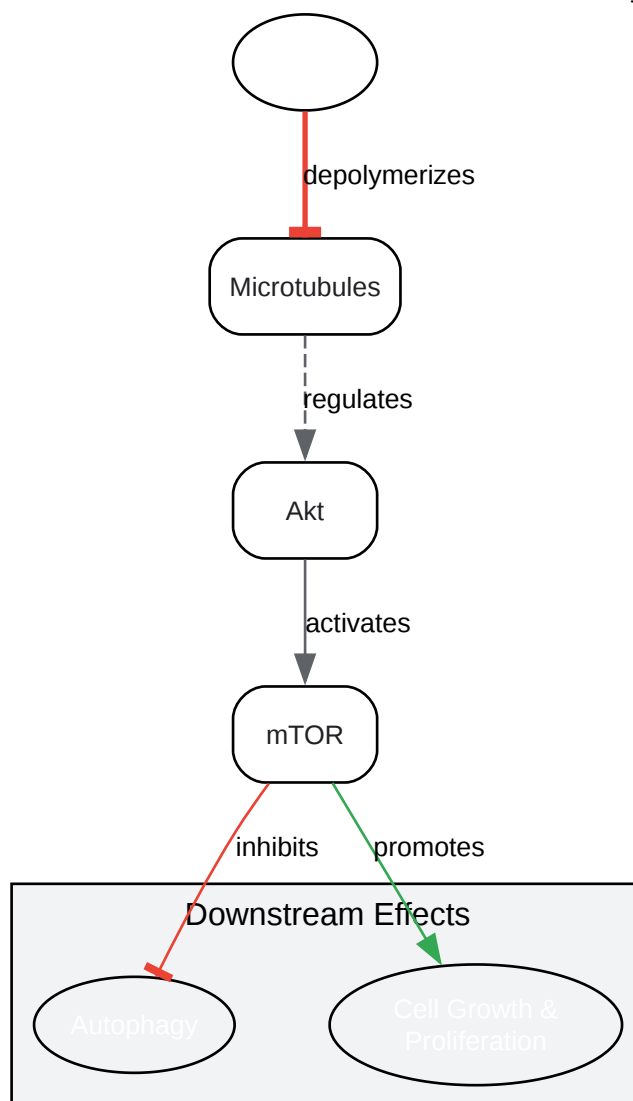 depolymerizes
Microtubules
regulates
Akt
activates
mTOR
inhibits
promotes
Downstream Effects
Autophagy
Cell Growth &
Proliferation